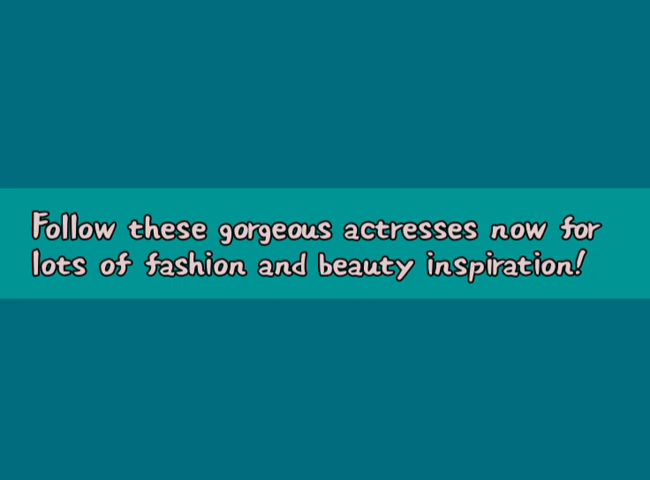 Follow these gorgeous actresses now for
lots of fashion and beauty inspiration!